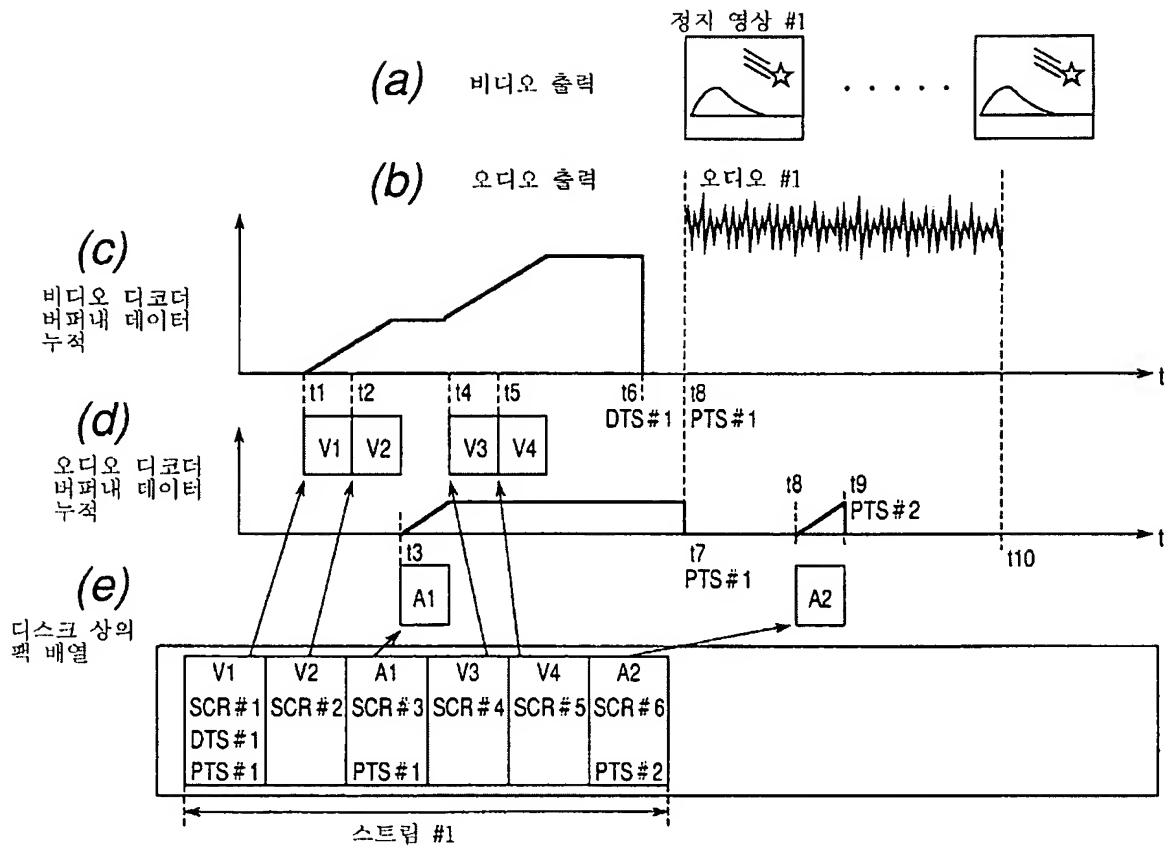 정지 영상 #1
(a) 비디오 출력
(b) 오디오 출력
오디오 #1
(c)
비디오 디코더
버퍼내 데이터
누적
t
t1 t2 t4 t5 t6 t8
DTS#1 PTS#1
V1 V2 V3 V4
(d)
오디오 디코더
버퍼내 데이터
누적
t8 t9
PTS#2
t
t3 t7 t10
PTS#1
A1 A2
(e)
디스크 상의
팩 배열
V1 V2 A1 V3 V4 A2
SCR#1 SCR#2 SCR#3 SCR#4 SCR#5 SCR#6
DTS#1
PTS#1 PTS#1 PTS#2
스트림 #1